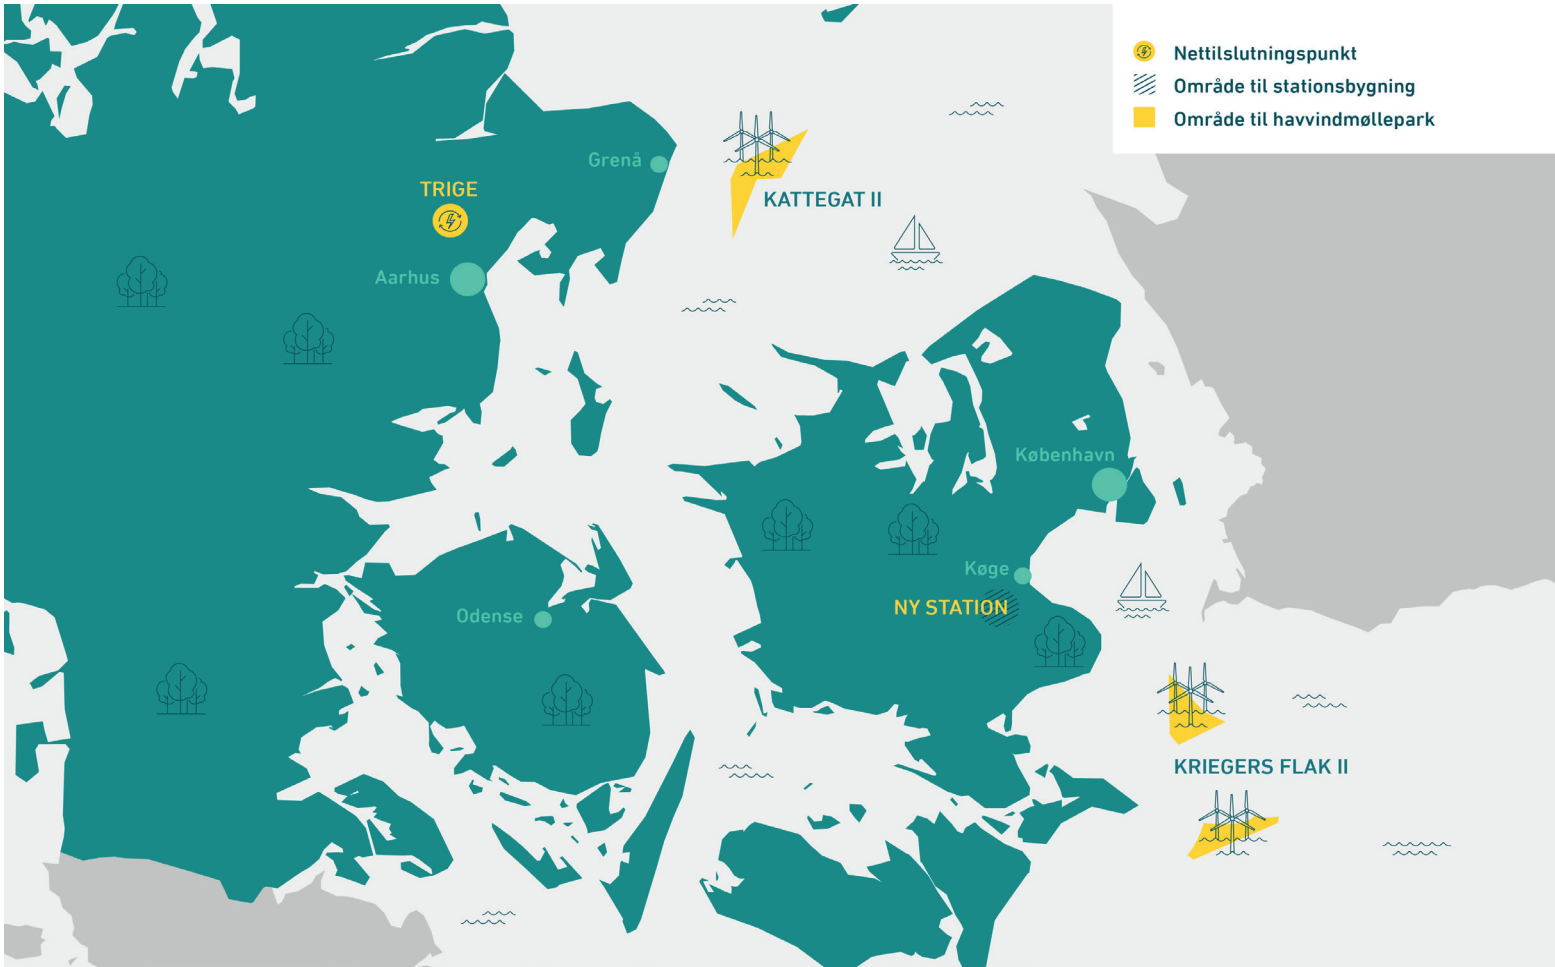 Nettilslutningspunkt
Område til stationsbygning
Område til havvindmøllepark
Grenå
TRIGE
KATTEGAT II
Aarhus
København
Køge
NY STATION
Odense
KRIEGERS FLAK II